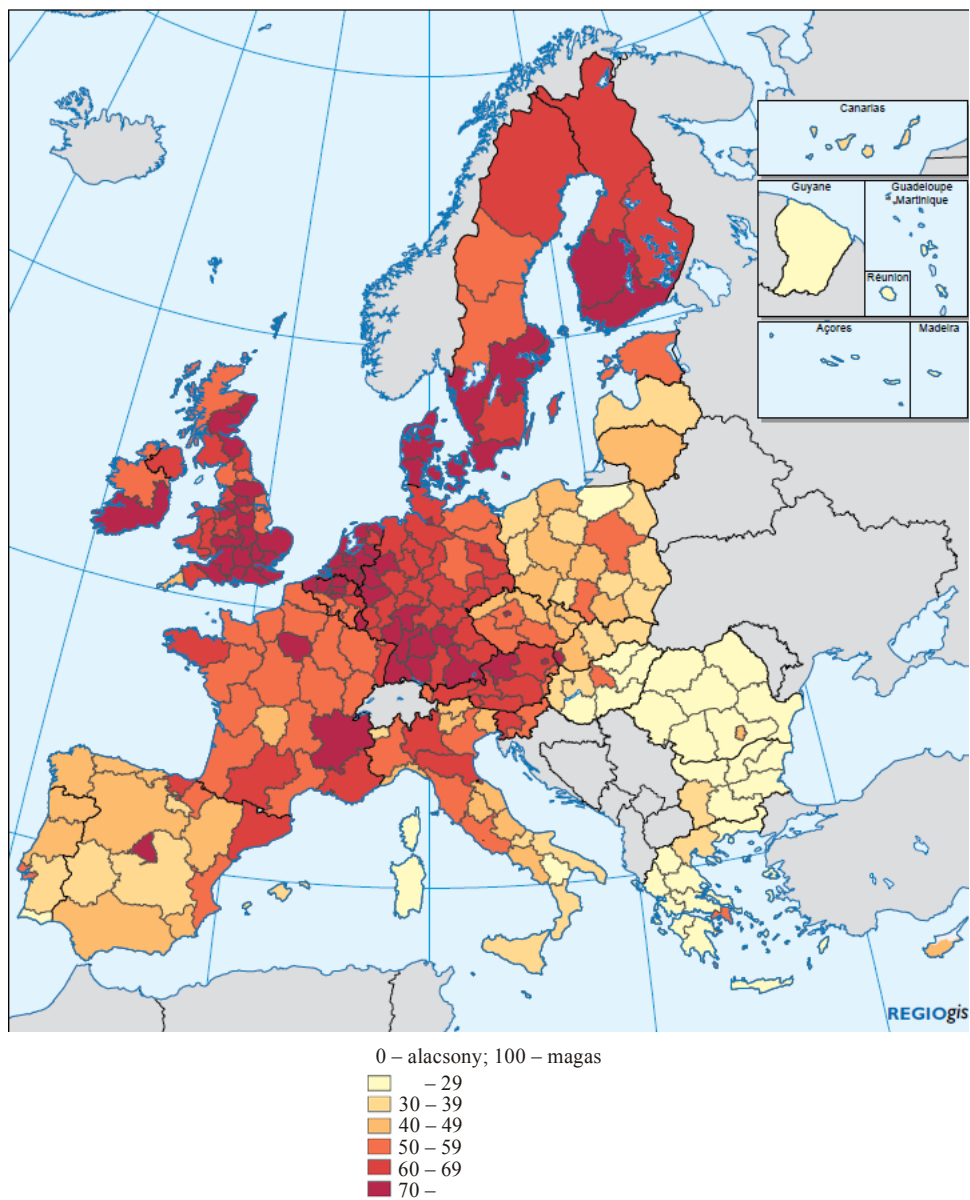 Canarias
Guyane
Guadeloupe
Martinique
Réunion
Açores
Madeira
REGIOgis
0 – alacsony; 100 – magas
– 29
30 – 39
40 – 49
50 – 59
60 – 69
70 –